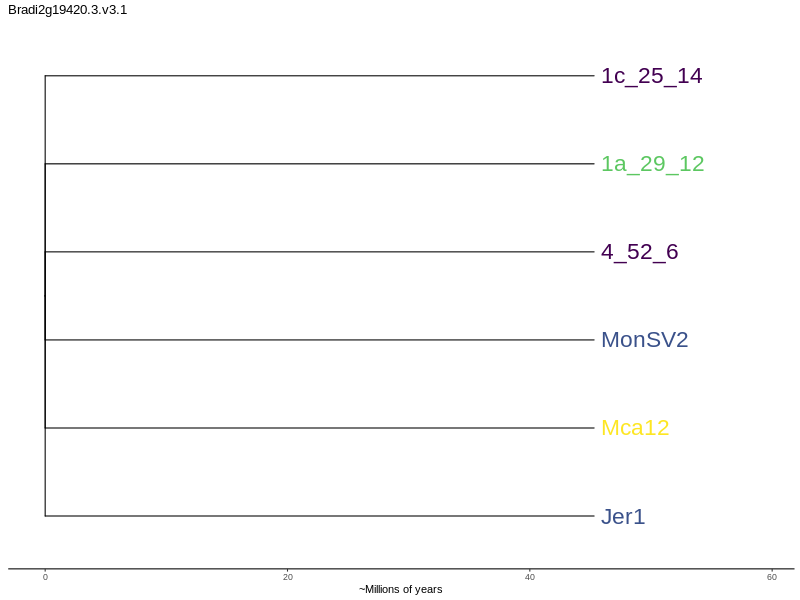 Bradi2g19420.3.v3.1
1c_25_14
1a_29_12
4_52_6
MonSV2
Mca12
Jer1
0 20 40 60
~Millions of years